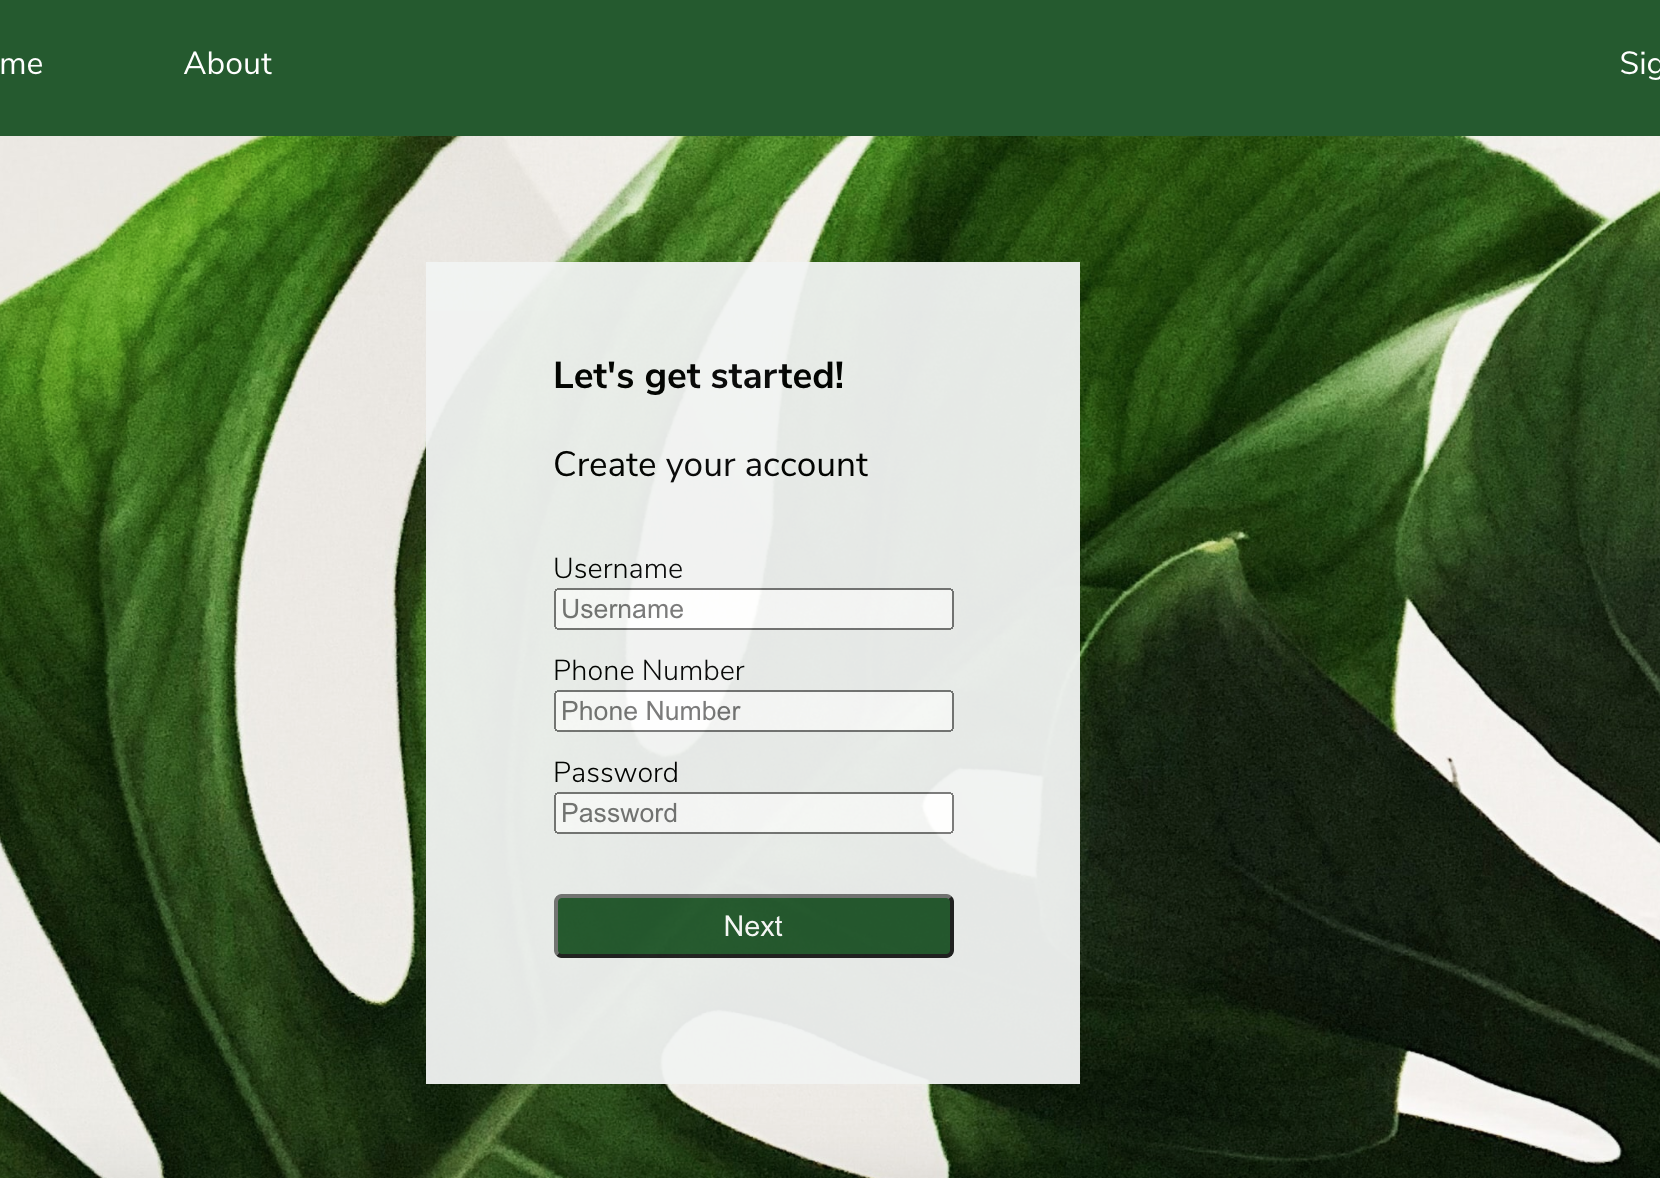 me About Sig
Let's get started!
Create your account
Username
Username
Phone Number
Phone Number
Password
Password
Next